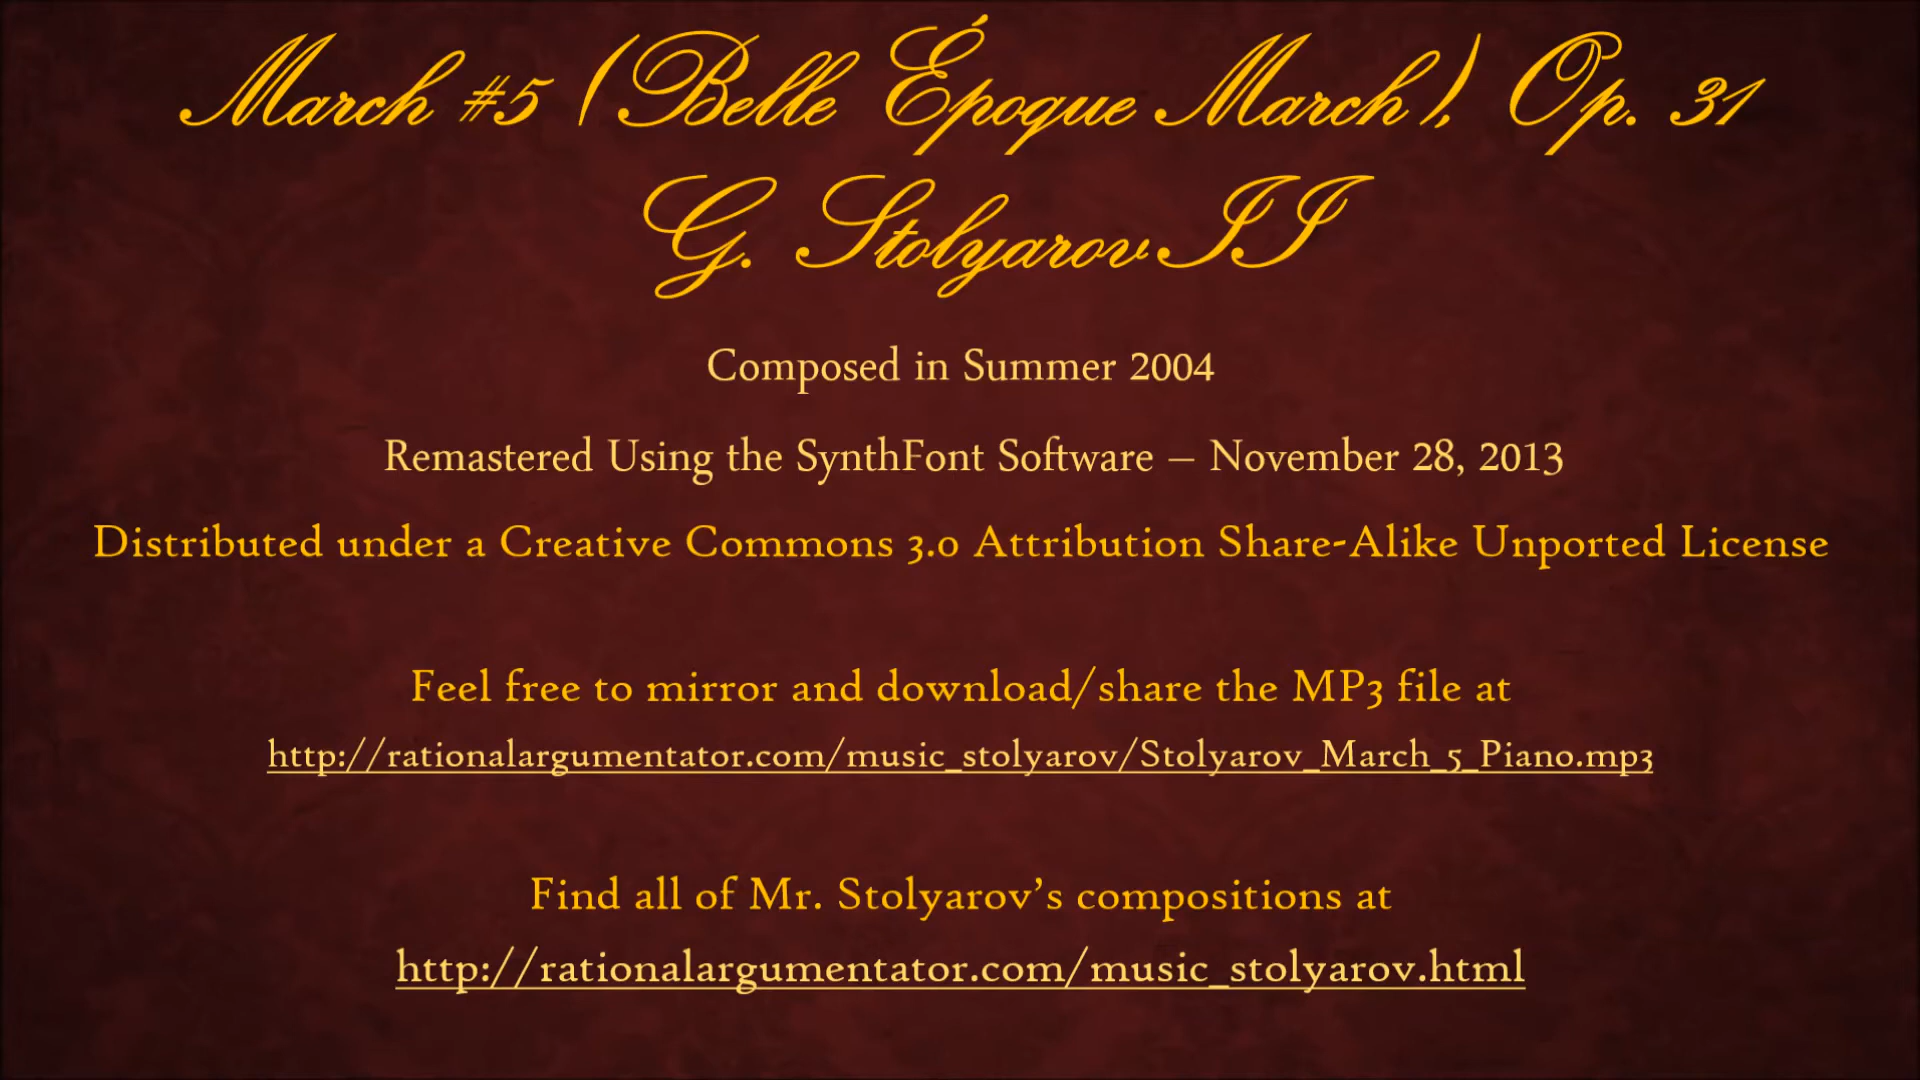 March #5 (Belle Époque March), Op. 31
G. Stolyarov II
Composed in Summer 2004
Remastered Using the SynthFont Software – November 28, 2013
Distributed under a Creative Commons 3.0 Attribution Share-Alike Unported License
Feel free to mirror and download/share the MP3 file at
http://rationalargumentator.com/music_stolyarov/Stolyarov_March_5_Piano.mp3
Find all of Mr. Stolyarov’s compositions at
http://rationalargumentator.com/music_stolyarov.html